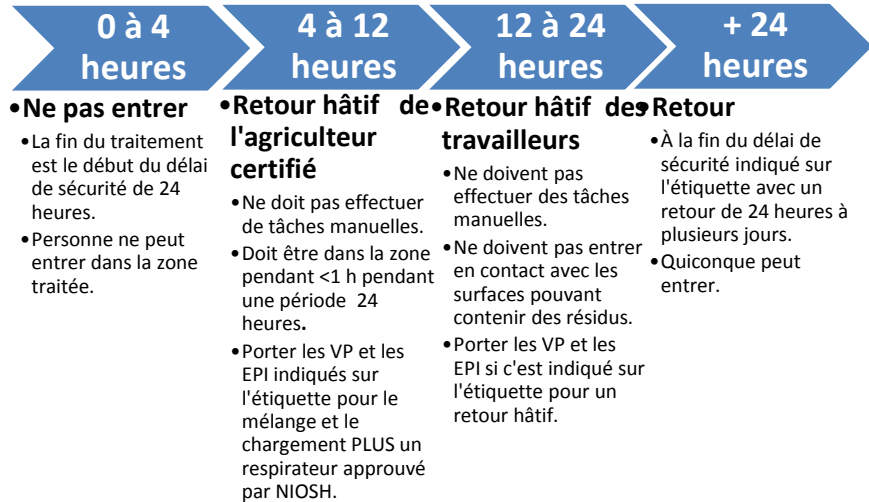 0 à 4
heures
4 à 12
heures
12 à 24
heures
+ 24
heures
•Ne pas entrer
•La fin du traitement
est le début du délai
de sécurité de 24
heures.
•Personne ne peut
entrer dans la zone
traitée.
•Retour hâtif de
l'agriculteur
certifié
•Ne doit pas effectuer
de tâches manuelles.
•Doit être dans la zone
pendant <1 h pendant
une période 24
heures.
•Porter les VP et les
EPI indiqués sur
l'étiquette pour le
mélange et le
chargement PLUS un
respirateur approuvé
par NIOSH.
•Retour hâtif des
travailleurs
•Ne doivent pas
effectuer des tâches
manuelles.
•Ne doivent pas entrer
en contact avec les
surfaces pouvant
contenir des résidus.
•Porter les VP et les
EPI si c'est indiqué sur
l'étiquette pour un
retour hâtif.
•Retour
•À la fin du délai de
sécurité indiqué sur
l'étiquette avec un
retour de 24 heures à
plusieurs jours.
•Quiconque peut
entrer.